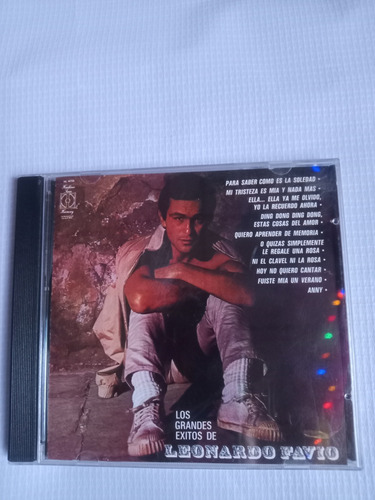 PARA SABER COMO ES LA SOLEDAD •
MI TRISTEZA ES MIA Y NADA MAS •
ELLA... ELLA YA ME OLVIDO,
YO LA RECUERDO AHORA •
DING DONG DING DONG,
ESTAS COSAS DEL AMOR •
QUIERO APRENDER DE MEMORIA •
O QUIZAS SIMPLEMENTE
LE REGALE UNA ROSA •
NI EL CLAVEL NI LA ROSA •
HOY NO QUIERO CANTAR •
FUISTE MIA UN VERANO •
ANNY •
LOS
GRANDES
EXITOS DE
LEONARDO FAVIO